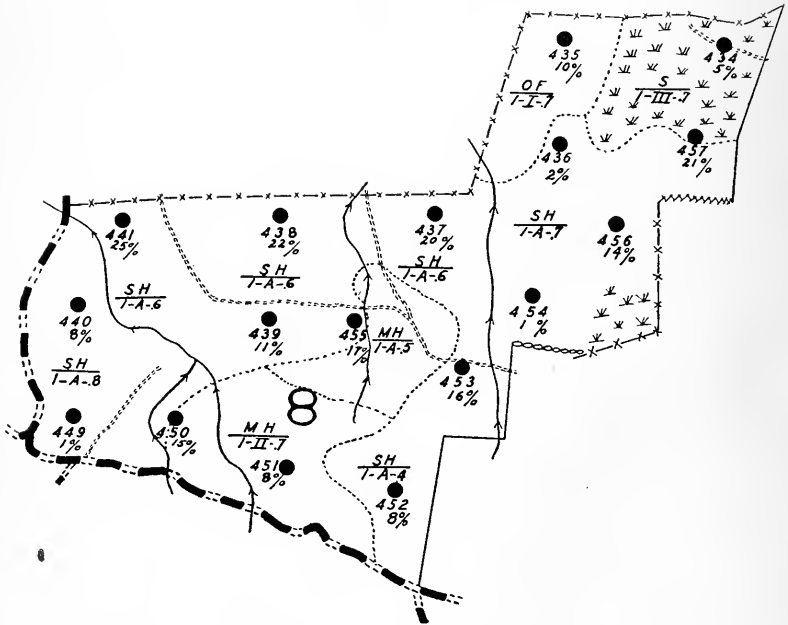 435
10%
434
5%
OF
1-I-.7
S
1-III-.7
436
2%
457
21%
441
25%
438
22%
437
20%
SH
1-A-.7
456
14%
SH
1-A-.6
SH
1-A-.6
SH
1-A-.6
440
8%
439
11%
455
17%
MH
1-A-.5
454
1%
SH
1-A-.8
453
16%
449
1%
450
15%
MH
1-II-.7
8
451
8%
SH
1-A-4
452
8%